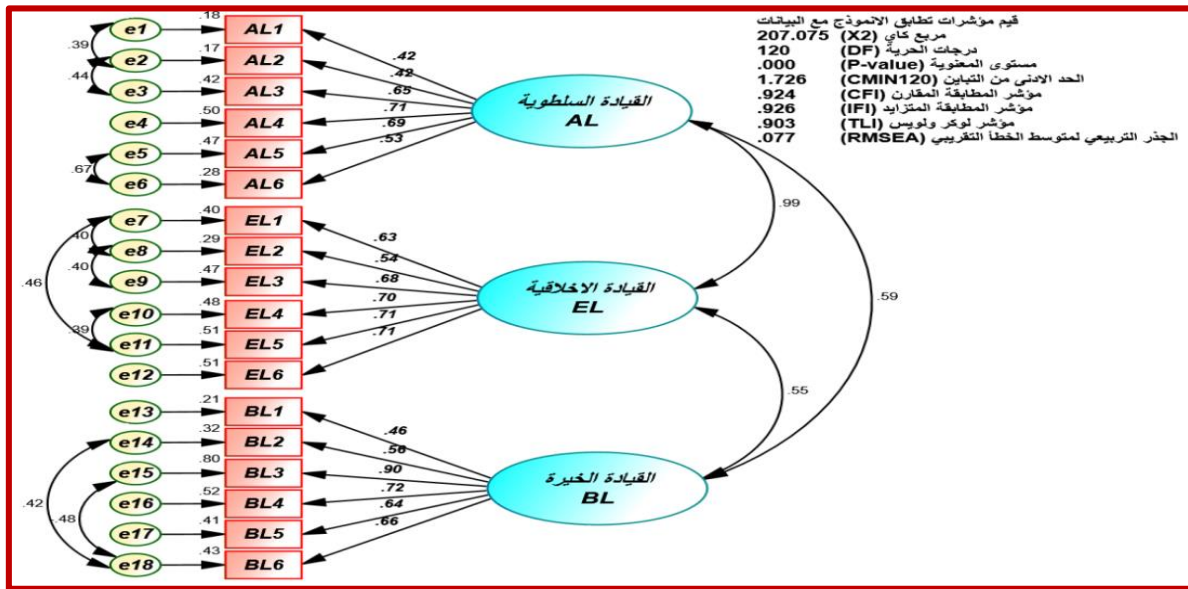 قيم مؤشرات تطابق الانموذج مع البيانات
مربع كاي (X2) 207.075
درجات الحرية (DF) 120
مستوى المعنوية (P-value) .000
الحد الادنى من التباين (CMIN120) 1.726
مؤشر المطابقة المقارن (CFI) .924
مؤشر المطابقة المتزايد (IFI) .926
مؤشر لوكر ولويس (TLI) .903
الجذر التربيعي لمتوسط الخطأ التقريبي (RMSEA) .077
e1 .18 AL1 .42
.39
e2 .17 AL2 .42
.44
e3 .42 AL3 .65
e4 .50 AL4 .71
e5 .47 AL5 .69
.67
e6 .28 AL6 .53
القيادة السلطوية
AL
e7 .40 EL1 .63
.40
e8 .29 EL2 .54
.40
e9 .47 EL3 .68
.46
e10 .48 EL4 .70
.39
e11 .51 EL5 .71
e12 .51 EL6 .71
القيادة الاخلاقية
EL
e13 .21 BL1 .46
e14 .32 BL2 .56
e15 .80 BL3 .90
e16 .52 BL4 .72
.42
.48
e17 .41 BL5 .64
e18 .43 BL6 .66
القيادة الخيرة
BL
.99
.59
.55